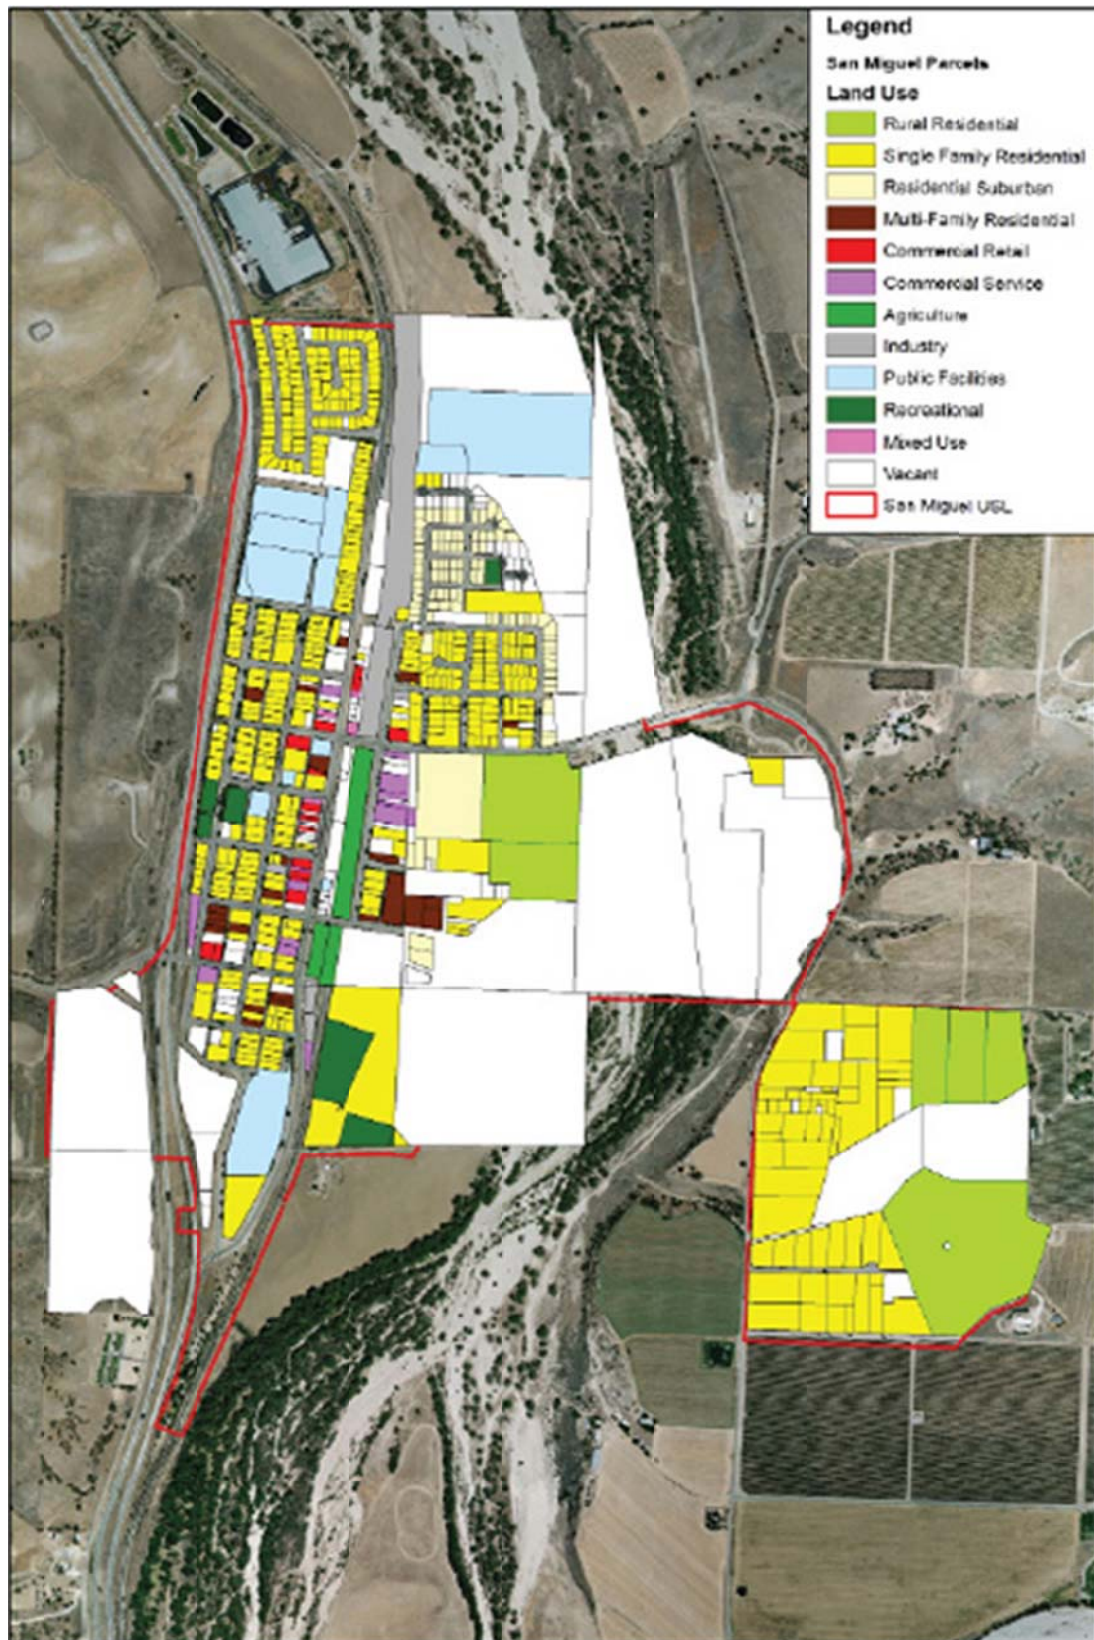 Legend
San Miguel Parcels
Land Use
Rural Residential
Single Family Residential
Residential Suburban
Multi-Family Residential
Commercial Retail
Commercial Service
Agriculture
Industry
Public Facilities
Recreational
Mixed Use
Vacant
San Miguel USL